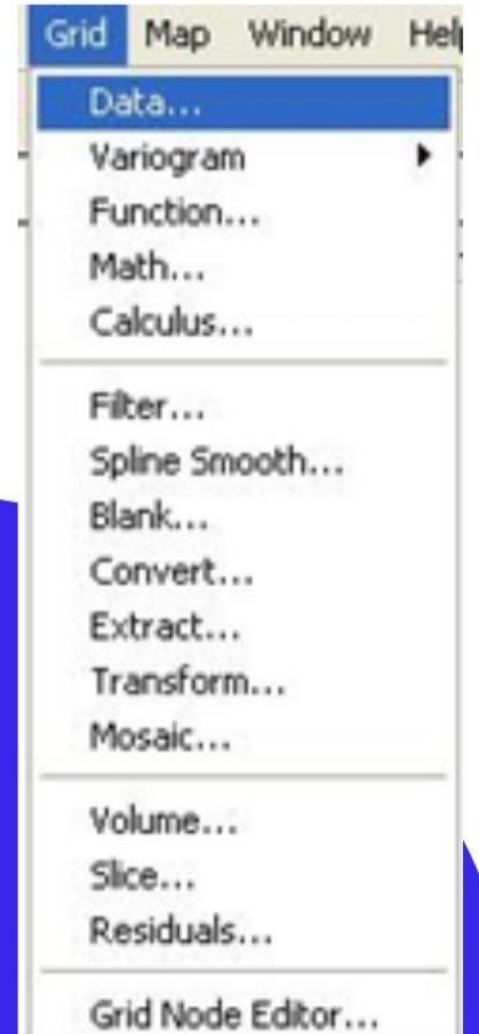 Grid Map Window Hel
Data...
Variogram
Function...
Math...
Calculus...
Filter...
Spline Smooth...
Blank...
Convert...
Extract...
Transform...
Mosaic...
Volume...
Slice...
Residuals...
Grid Node Editor...